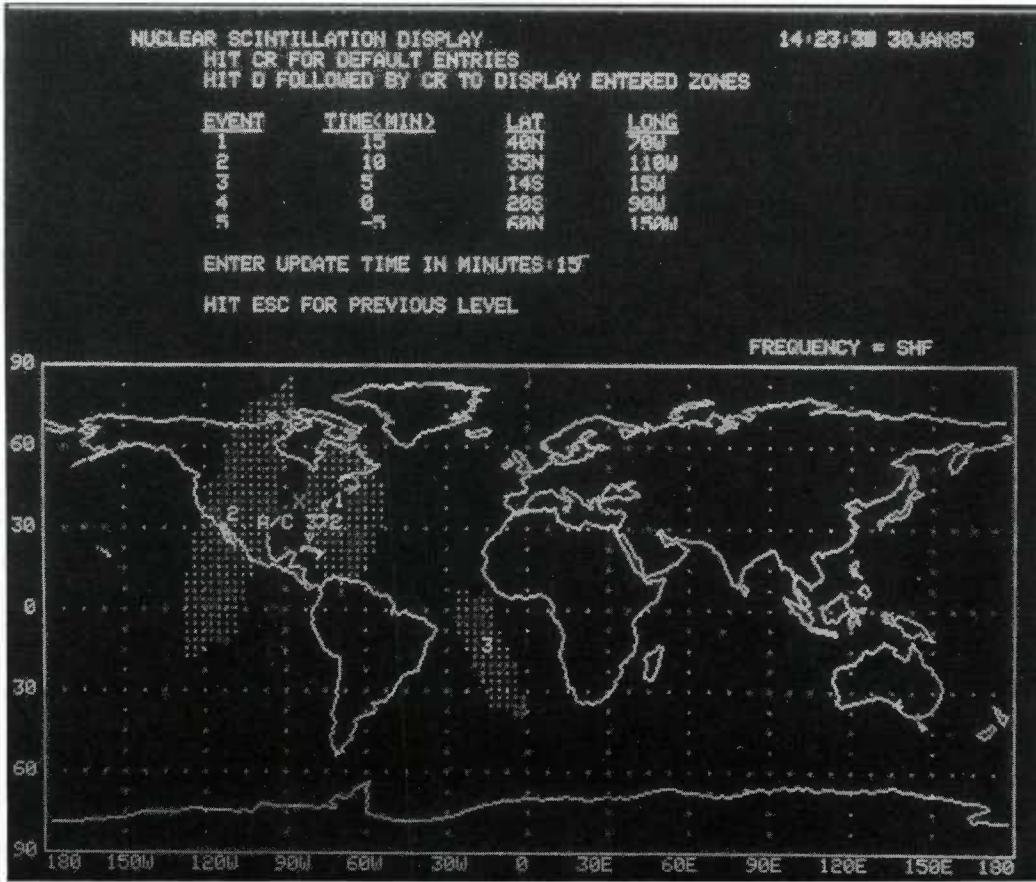 NUCLEAR SCINTILLATION DISPLAY 14:23:30 30JAN85
HIT CR FOR DEFAULT ENTRIES
HIT D FOLLOWED BY CR TO DISPLAY ENTERED ZONES
EVENT TIME(MIN) LAT LONG
1 15 40N 70W
2 10 35N 110W
3 5 14S 15W
4 0 20S 90W
5 -5 60N 150W
ENTER UPDATE TIME IN MINUTES:15
HIT ESC FOR PREVIOUS LEVEL
FREQUENCY = SHF
90
60
X 1
2 A/C 372
30
0
3
30
60
90
180 150W 120W 90W 60W 30W 0 30E 60E 90E 120E 150E 180